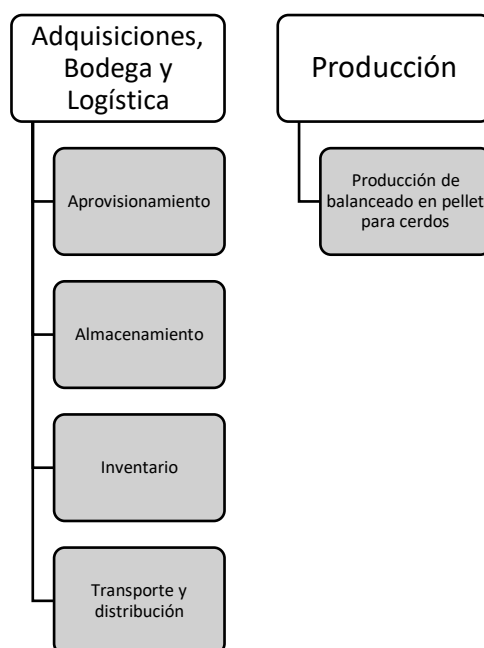 Adquisiciones,
Bodega y
Logística
Aprovisionamiento
Almacenamiento
Inventario
Transporte y
distribución
Producción
Producción de
balanceado en pellet
para cerdos